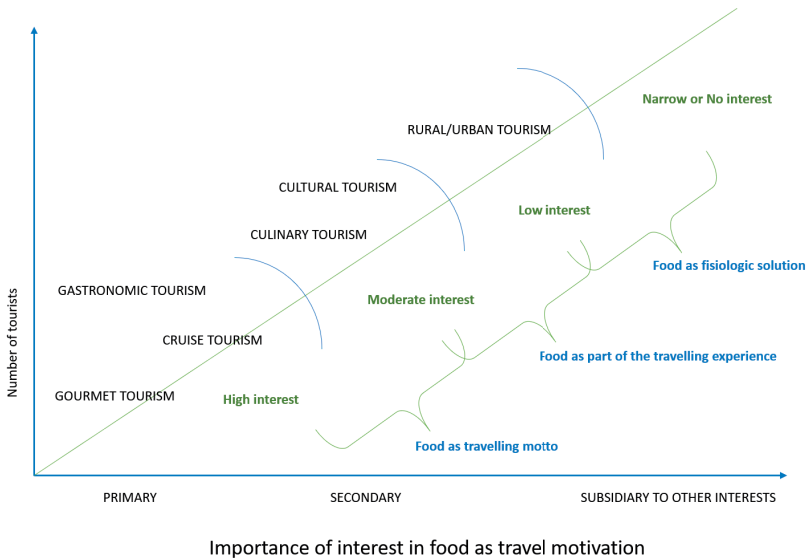 Narrow or No interest
RURAL/URBAN TOURISM
CULTURAL TOURISM
Low interest
CULINARY TOURISM
Food as fisiologic solution
GASTRONOMIC TOURISM
Moderate interest
Number of tourists
CRUISE TOURISM
Food as part of the travelling experience
GOURMET TOURISM
High interest
Food as travelling motto
PRIMARY
SECONDARY
SUBSIDIARY TO OTHER INTERESTS
Importance of interest in food as travel motivation